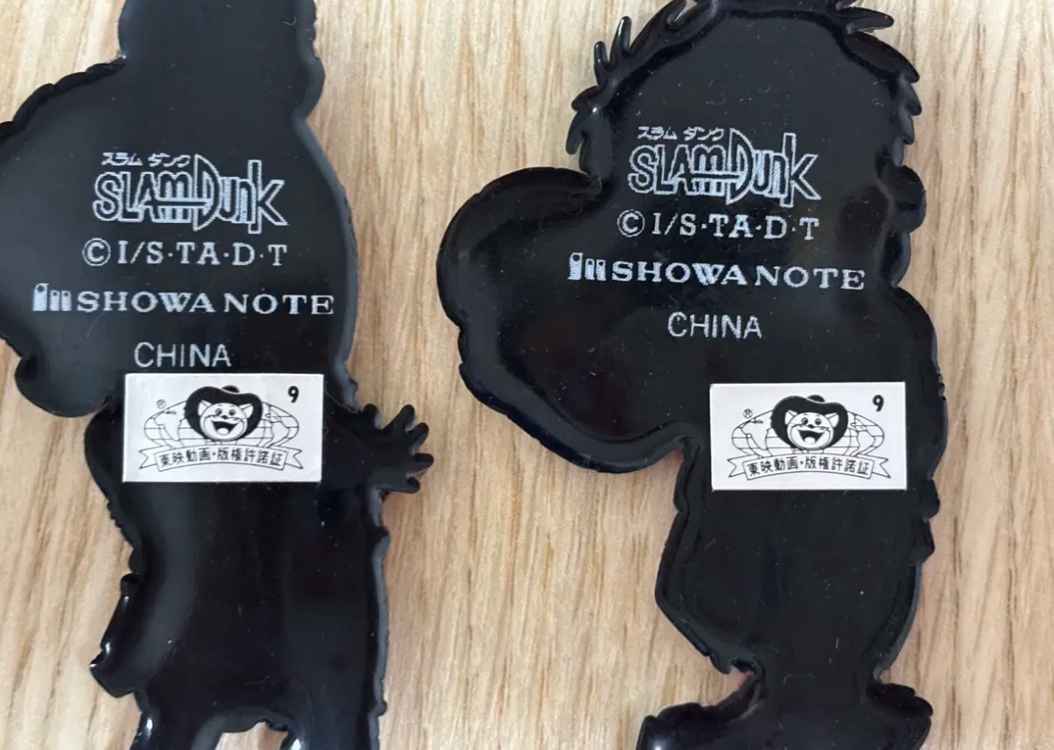 スラムダンク
SLAM DUNK
©I/S・TA・D・T
SHOWA NOTE
CHINA
9
®
東映動画・版権許諾証
スラムダンク
SLAM DUNK
©I/S・TA・D・T
SHOWA NOTE
CHINA
9
®
東映動画・版権許諾証